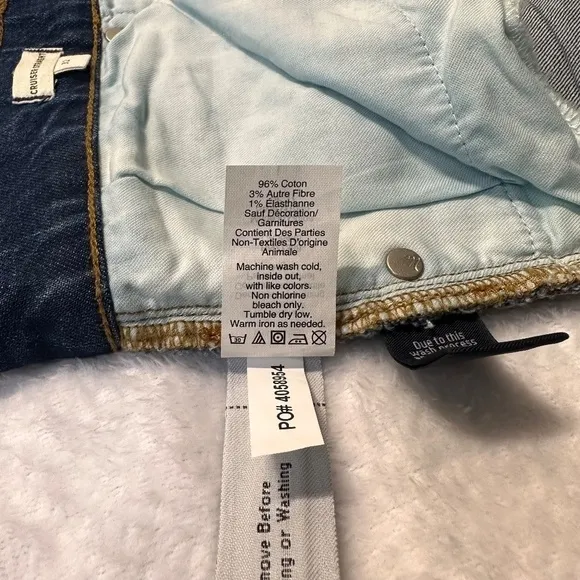 96% Coton
3% Autre Fibre
1% Élasthanne
Sauf Décoration/
Garnitures
Contient Des Parties
Non-Textiles D'origine
Animale
Machine wash cold,
inside out,
with like colors.
Non chlorine
bleach only.
Tumble dry low.
Warm iron as needed.
PO# 4058954
move Before
ing or Washing
Due to this
wash process